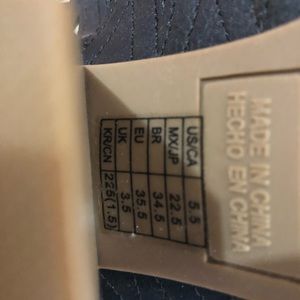 US/CA 5.5
MX/JP 22.5
BR 34.5
EU 35.5
UK 3.5
KR/CN 225(1.5)
MADE IN CHINA
HECHO EN CHINA